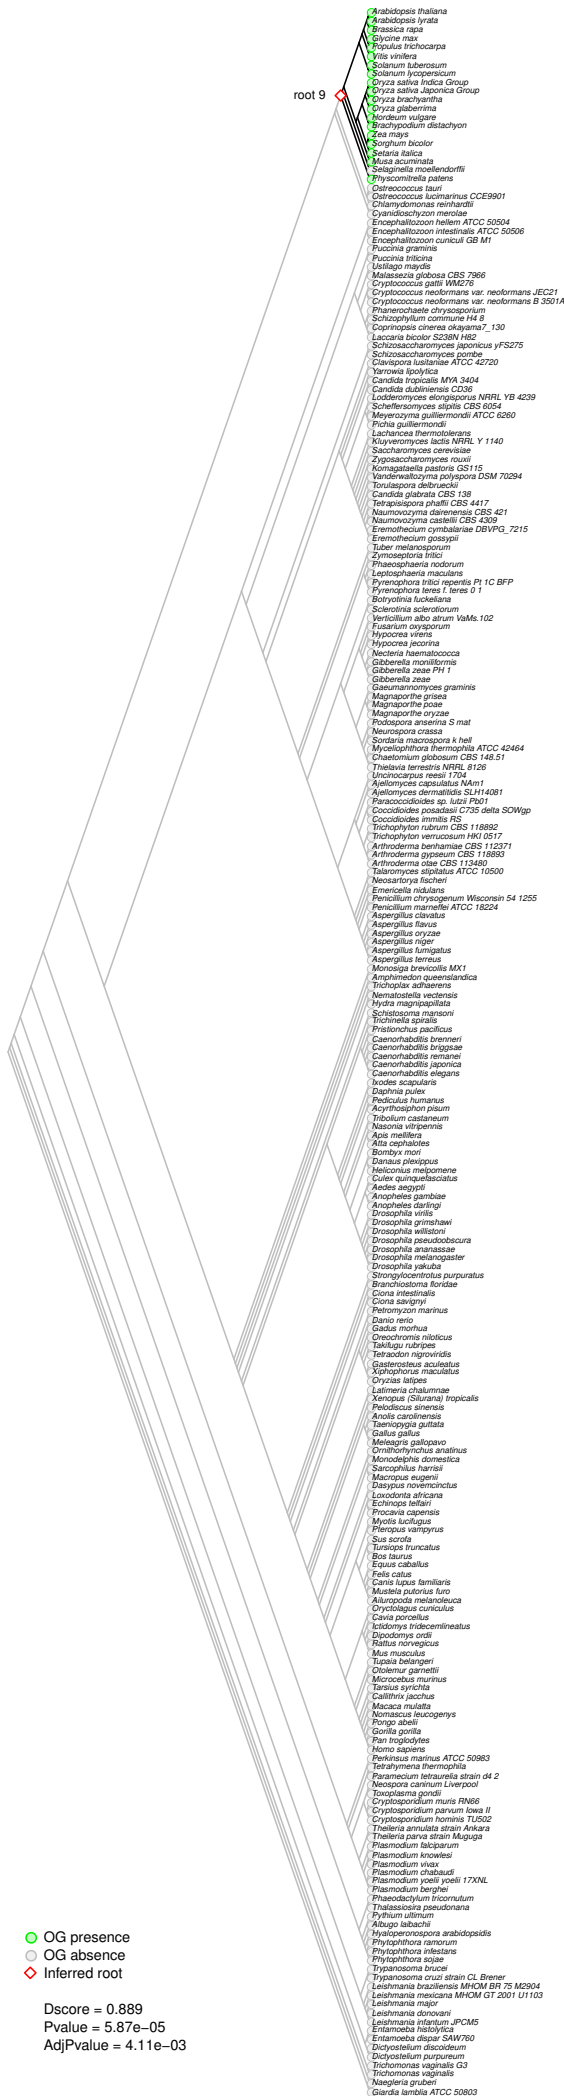 Arabidopsis thaliana
Arabidopsis lyrata
Brassica rapa
Glycine max
Populus trichocarpa
Vitis vinifera
Solanum tuberosum
Solanum lycopersicum
Oryza sativa Indica Group
Oryza sativa Japonica Group
root 9
Oryza brachyantha
Oryza glaberrima
Hordeum vulgare
Brachypodium distachyon
Zea mays
Sorghum bicolor
Setaria italica
Musa acuminata
Selaginella moellendorffii
Physcomitrella patens
Ostreococcus tauri
Ostreococcus lucimarinus CCE9901
Chlamydomonas reinhardtii
Cyanidioschyzon merolae
Encephalitozoon hellem ATCC 50504
Encephalitozoon intestinalis ATCC 50506
Encephalitozoon cuniculi GB M1
Puccinia graminis
Puccinia triticina
Ustilago maydis
Malassezia globosa CBS 7966
Cryptococcus gattii WM276
Cryptococcus neoformans var. neoformans JEC21
Cryptococcus neoformans var. neoformans B 3501A
Phanerochaete chrysosporium
Schizophyllum commune H4 8
Coprinopsis cinerea okayama7_130
Laccaria bicolor S238N H82
Schizosaccharomyces japonicus yFS275
Schizosaccharomyces pombe
Clavispora lusitaniae ATCC 42720
Yarrowia lipolytica
Candida tropicalis MYA 3404
Candida dubliniensis CD36
Lodderomyces elongisporus NRRL YB 4239
Scheffersomyces stipitis CBS 6054
Meyerozyma guilliermondii ATCC 6260
Pichia guilliermondii
Lachancea thermotolerans
Kluyveromyces lactis NRRL Y 1140
Saccharomyces cerevisiae
Zygosaccharomyces rouxii
Komagataella pastoris GS115
Vanderwaltozyma polyspora DSM 70294
Torulaspora delbrueckii
Candida glabrata CBS 138
Tetrapisispora phaffii CBS 4417
Naumovozyma dairenensis CBS 421
Naumovozyma castellii CBS 4309
Eremothecium cymbalariae DBVPG_7215
Eremothecium gossypii
Tuber melanosporum
Zymoseptoria tritici
Phaeosphaeria nodorum
Leptosphaeria maculans
Pyrenophora tritici repentis Pt 1C BFP
Pyrenophora teres f. teres 0 1
Botryotinia fuckeliana
Sclerotinia sclerotiorum
Verticillium albo atrum VaMs.102
Fusarium oxysporum
Hypocrea virens
Hypocrea jecorina
Necteria haematococca
Gibberella moniliformis
Gibberella zeae PH 1
Gibberella zeae
Gaeumannomyces graminis
Magnaporthe grisea
Magnaporthe poae
Magnaporthe oryzae
Podospora anserina S mat
Neurospora crassa
Sordaria macrospora k hell
Myceliophthora thermophila ATCC 42464
Chaetomium globosum CBS 148.51
Thielavia terrestris NRRL 8126
Uncinocarpus reesii 1704
Ajellomyces capsulatus NAm1
Ajellomyces dermatitidis SLH14081
Paracoccidioides sp. lutzii Pb01
Coccidioides posadasii C735 delta SOWgp
Coccidioides immitis RS
Trichophyton rubrum CBS 118892
Trichophyton verrucosum HKI 0517
Arthroderma benhamiae CBS 112371
Arthroderma gypseum CBS 118893
Arthroderma otae CBS 113480
Talaromyces stipitatus ATCC 10500
Neosartorya fischeri
Emericella nidulans
Penicillium chrysogenum Wisconsin 54 1255
Penicillium marneffei ATCC 18224
Aspergillus clavatus
Aspergillus flavus
Aspergillus oryzae
Aspergillus niger
Aspergillus fumigatus
Aspergillus terreus
Monosiga brevicollis MX1
Amphimedon queenslandica
Trichoplax adhaerens
Nematostella vectensis
Hydra magnipapillata
Schistosoma mansoni
Trichinella spiralis
Pristionchus pacificus
Caenorhabditis brenneri
Caenorhabditis briggsae
Caenorhabditis remanei
Caenorhabditis japonica
Caenorhabditis elegans
Ixodes scapularis
Daphnia pulex
Pediculus humanus
Acyrthosiphon pisum
Tribolium castaneum
Nasonia vitripennis
Apis mellifera
Atta cephalotes
Bombyx mori
Danaus plexippus
Heliconius melpomene
Culex quinquefasciatus
Aedes aegypti
Anopheles gambiae
Anopheles darlingi
Drosophila virilis
Drosophila grimshawi
Drosophila willistoni
Drosophila pseudoobscura
Drosophila ananassae
Drosophila melanogaster
Drosophila yakuba
Strongylocentrotus purpuratus
Branchiostoma floridae
Ciona intestinalis
Ciona savignyi
Petromyzon marinus
Danio rerio
Gadus morhua
Oreochromis niloticus
Takifugu rubripes
Tetraodon nigroviridis
Gasterosteus aculeatus
Xiphophorus maculatus
Oryzias latipes
Latimeria chalumnae
Xenopus (Silurana) tropicalis
Pelodiscus sinensis
Anolis carolinensis
Taeniopygia guttata
Gallus gallus
Meleagris gallopavo
Ornithorhynchus anatinus
Monodelphis domestica
Sarcophilus harrisii
Macropus eugenii
Dasypus novemcinctus
Loxodonta africana
Echinops telfairi
Procavia capensis
Myotis lucifugus
Pteropus vampyrus
Sus scrofa
Tursiops truncatus
Bos taurus
Equus caballus
Felis catus
Canis lupus familiaris
Mustela putorius furo
Ailuropoda melanoleuca
Oryctolagus cuniculus
Cavia porcellus
Ictidomys tridecemlineatus
Dipodomys ordii
Rattus norvegicus
Mus musculus
Tupaia belangeri
Otolemur garnettii
Microcebus murinus
Tarsius syrichta
Callithrix jacchus
Macaca mulatta
Nomascus leucogenys
Pongo abelii
Gorilla gorilla
Pan troglodytes
Homo sapiens
Perkinsus marinus ATCC 50983
Tetrahymena thermophila
Paramecium tetraurelia strain d4 2
Neospora caninum Liverpool
Toxoplasma gondii
Cryptosporidium muris RN66
Cryptosporidium parvum Iowa II
Cryptosporidium hominis TU502
Theileria annulata strain Ankara
Theileria parva strain Muguga
Plasmodium falciparum
Plasmodium knowlesi
Plasmodium vivax
Plasmodium chabaudi
Plasmodium yoelii yoelii 17XNL
Plasmodium berghei
Phaeodactylum tricornutum
Thalassiosira pseudonana
Pythium ultimum
Albugo laibachii
Hyaloperonospora arabidopsidis
Phytophthora ramorum
Phytophthora infestans
Phytophthora sojae
Trypanosoma brucei
Trypanosoma cruzi strain CL Brener
Leishmania braziliensis MHOM BR 75 M2904
Leishmania mexicana MHOM GT 2001 U1103
Leishmania major
Leishmania donovani
Leishmania infantum JPCM5
Entamoeba histolytica
Entamoeba dispar SAW760
Dictyostelium discoideum
Dictyostelium purpureum
Trichomonas vaginalis G3
Trichomonas vaginalis
Naegleria gruberi
Giardia lamblia ATCC 50803
OG presence
OG absence
Inferred root
Dscore = 0.889
Pvalue = 5.87e−05
AdjPvalue = 4.11e−03